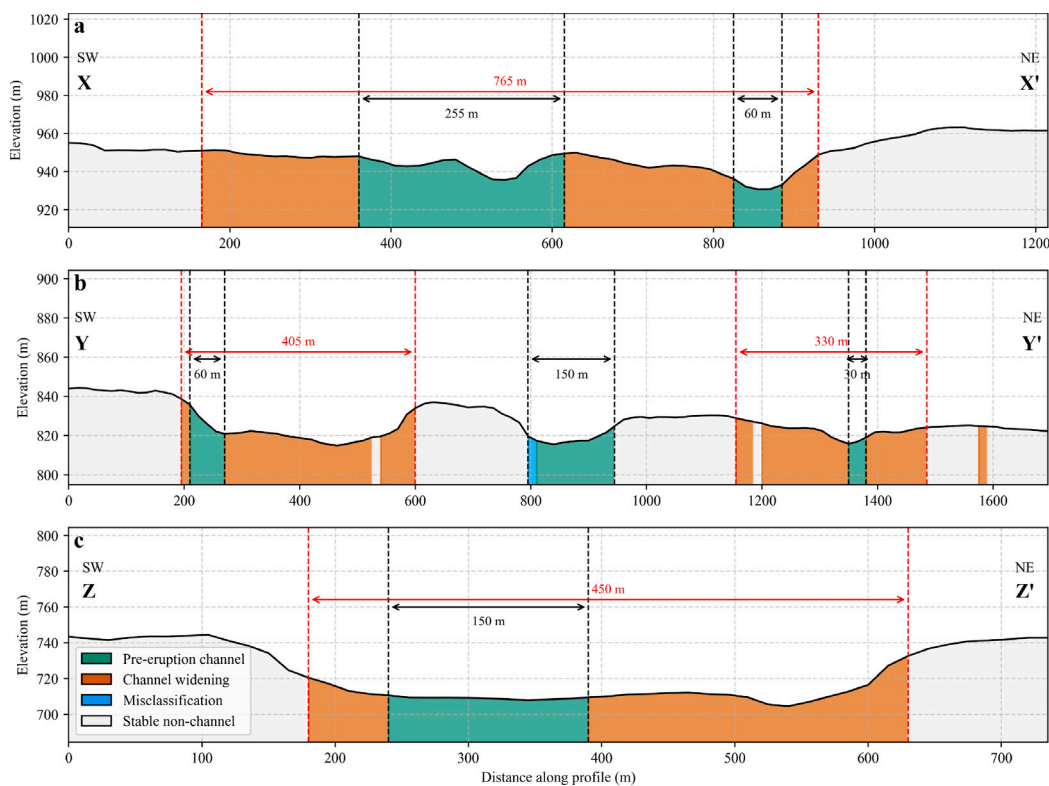 a
SW
X
NE
X'
765 m
255 m
60 m
Elevation (m)
1020
1000
980
960
940
920
0 200 400 600 800 1000 1200
b
SW
Y
NE
Y'
405 m
60 m
150 m
330 m
30 m
Elevation (m)
900
880
860
840
820
800
0 200 400 600 800 1000 1200 1400 1600
c
SW
Z
NE
Z'
450 m
150 m
Elevation (m)
800
780
760
740
720
700
Pre-eruption channel
Channel widening
Misclassification
Stable non-channel
0 100 200 300 400 500 600 700
Distance along profile (m)